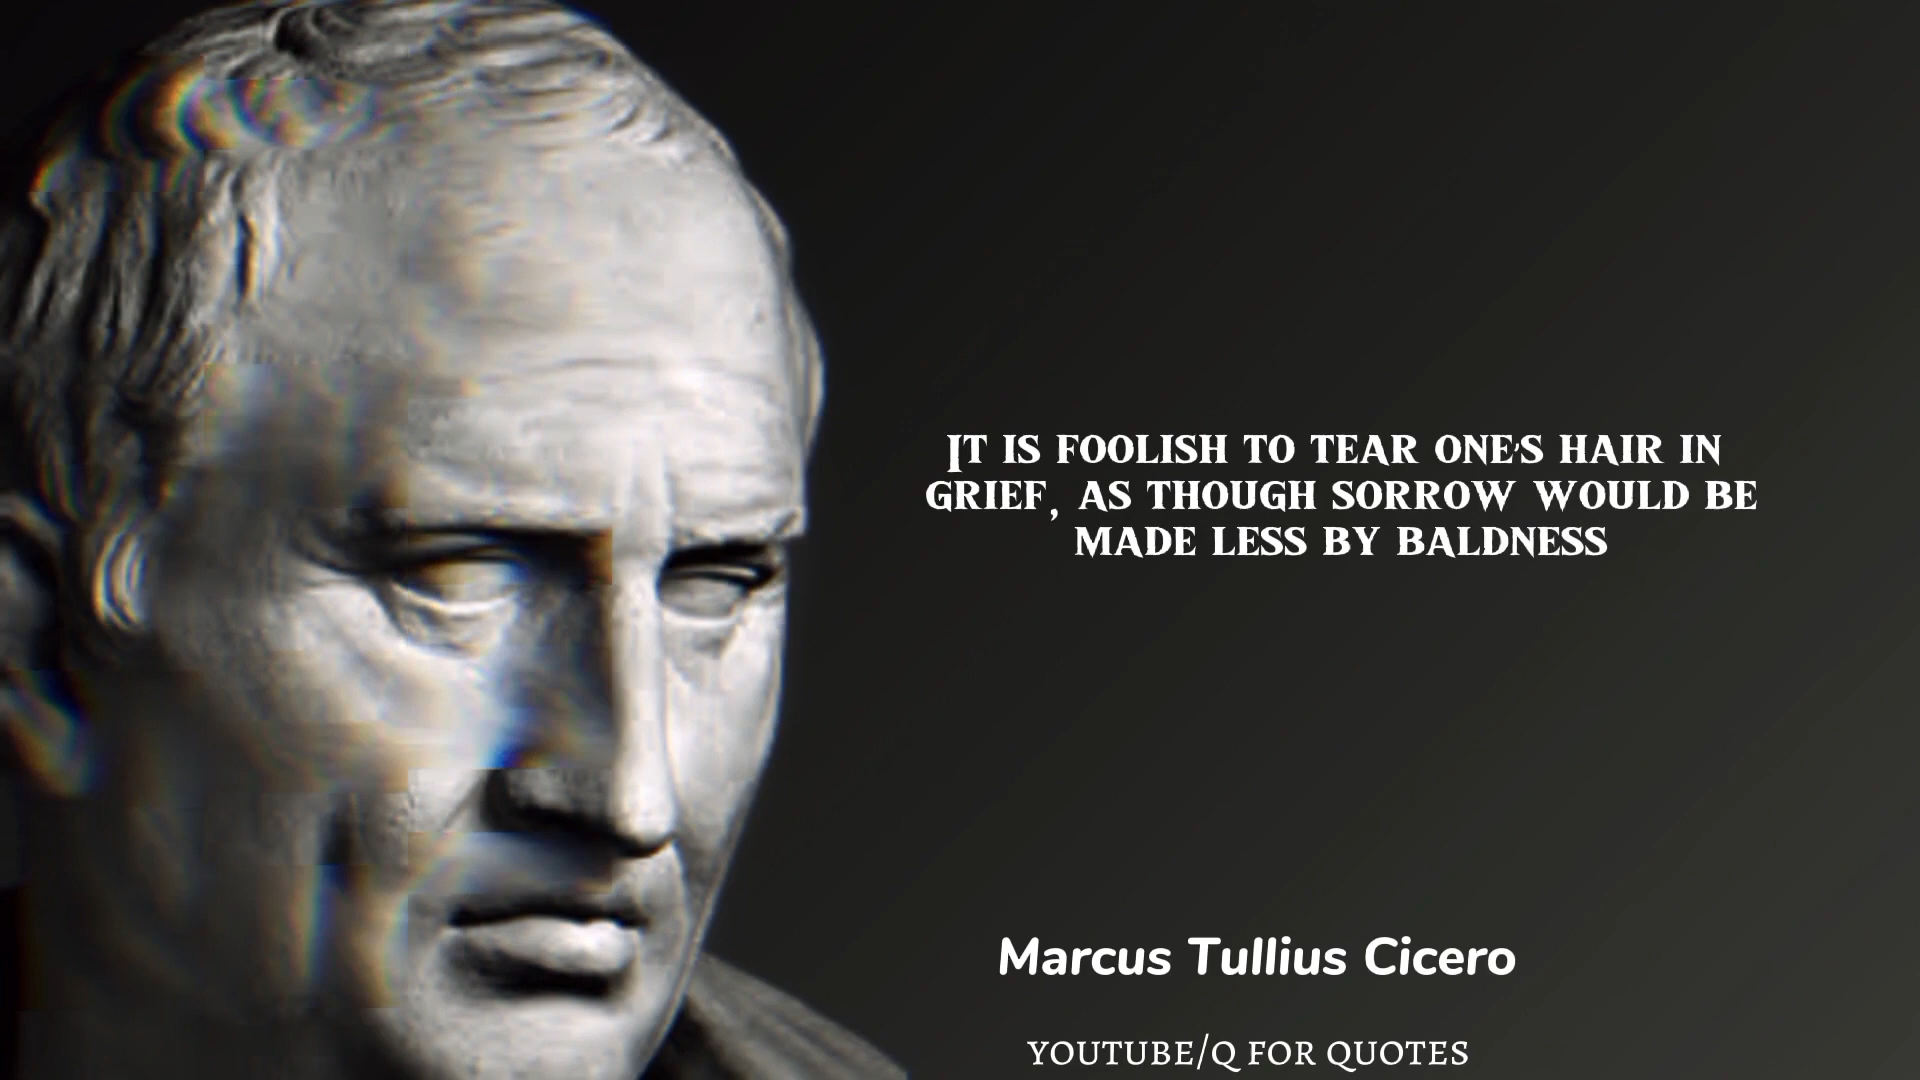 It is foolish to tear one's hair in
grief, as though sorrow would be
made less by baldness
Marcus Tullius Cicero
YOUTUBE/Q FOR QUOTES